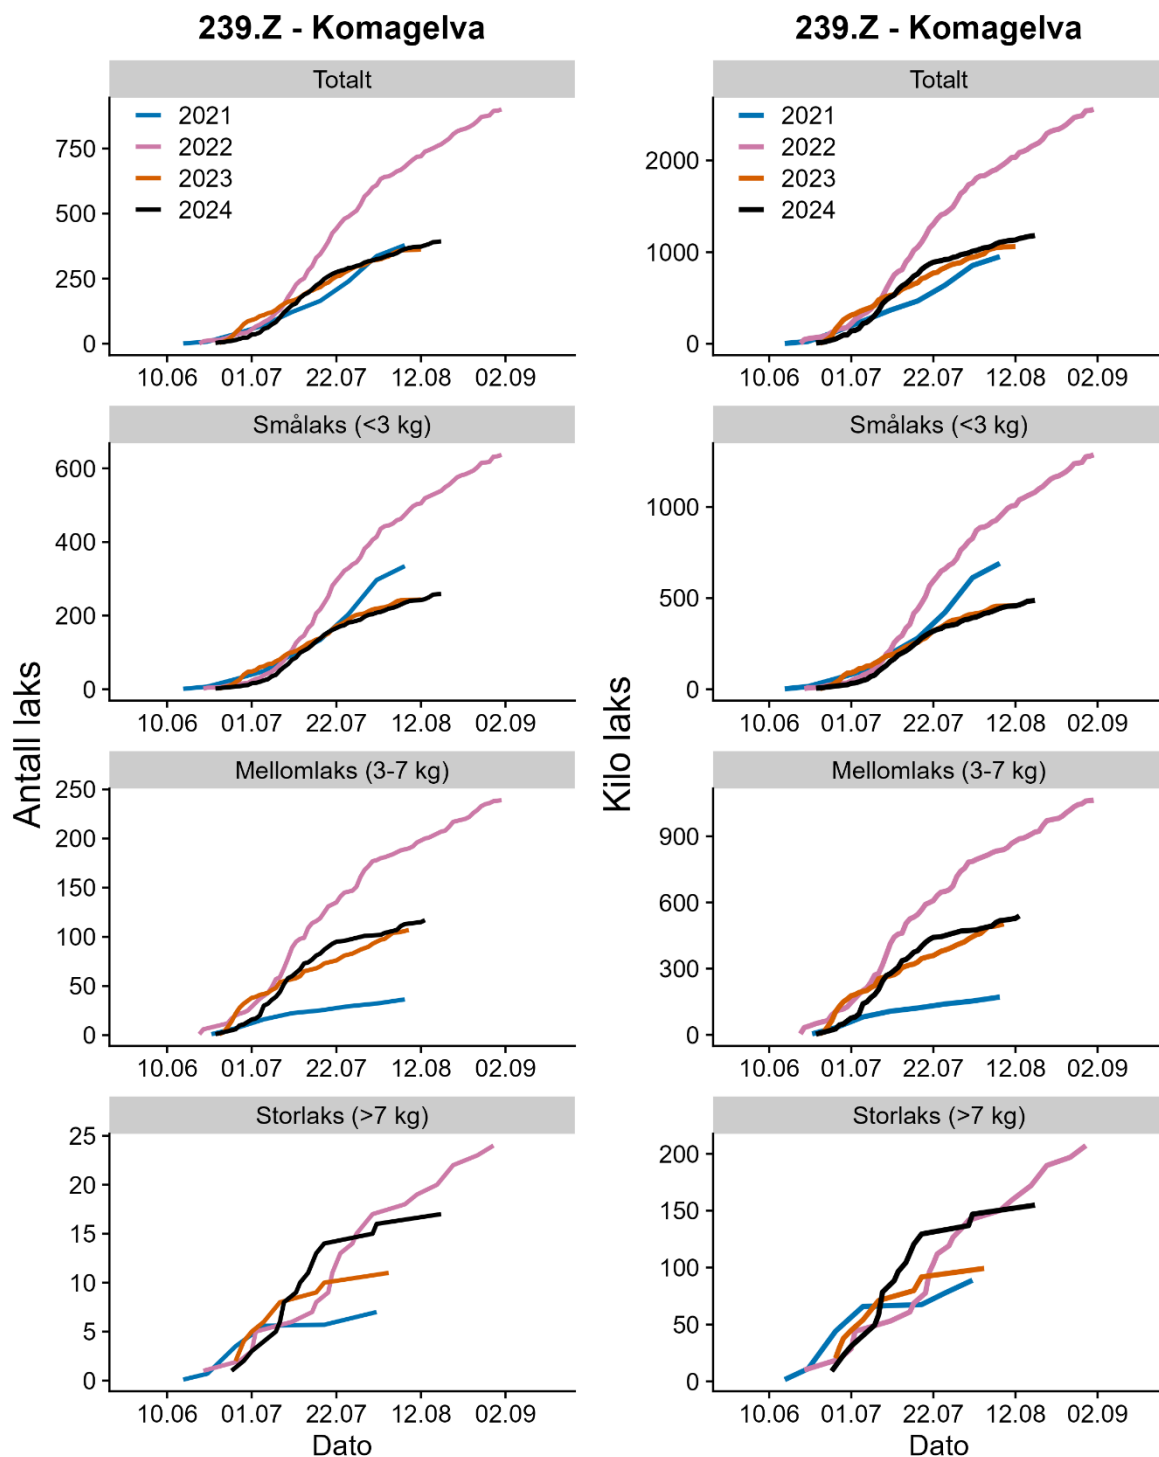 239.Z - Komagelva
Totalt
2021
2022
2023
2024
750
500
250
0
10.06 01.07 22.07 12.08 02.09
Smålaks (<3 kg)
600
400
200
0
10.06 01.07 22.07 12.08 02.09
Mellomlaks (3-7 kg)
250
200
150
100
50
0
10.06 01.07 22.07 12.08 02.09
Storlaks (>7 kg)
25
20
15
10
5
0
10.06 01.07 22.07 12.08 02.09
Dato
Antall laks
239.Z - Komagelva
Totalt
2021
2022
2023
2024
2000
1000
0
10.06 01.07 22.07 12.08 02.09
Smålaks (<3 kg)
1000
500
0
10.06 01.07 22.07 12.08 02.09
Mellomlaks (3-7 kg)
900
600
300
0
10.06 01.07 22.07 12.08 02.09
Storlaks (>7 kg)
200
150
100
50
0
10.06 01.07 22.07 12.08 02.09
Dato
Kilo laks